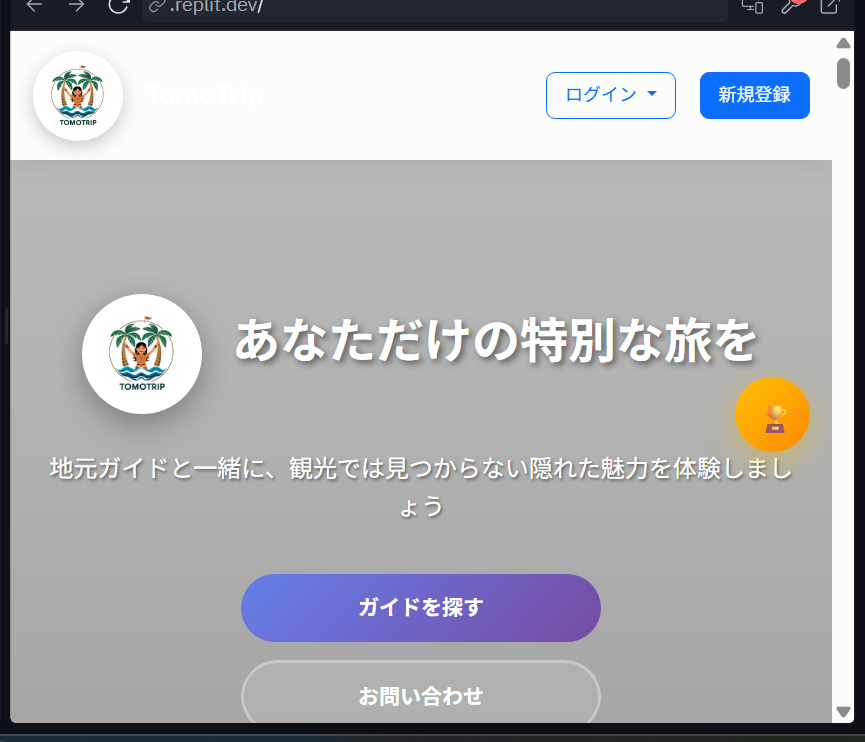 .replit.dev/
TOMOTRIP
TomoTrip
ログイン
新規登録
TOMOTRIP
あなただけの特別な旅を
地元ガイドと一緒に、観光では見つからない隠れた魅力を体験しまし
ょう
ガイドを探す
お問い合わせ